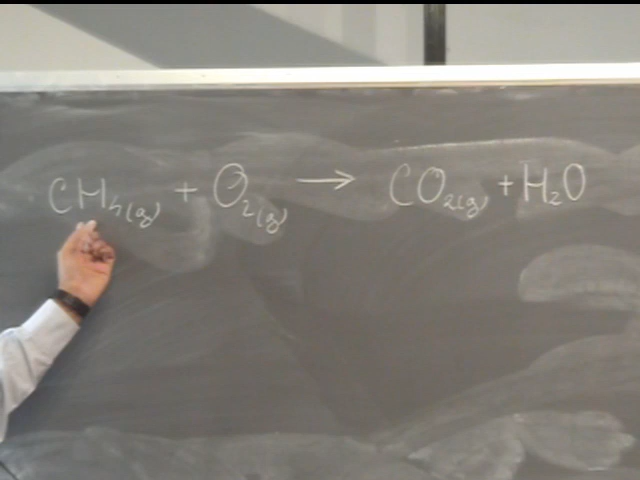 CH₄(g) + O₂(g) → CO₂(g) + H₂O